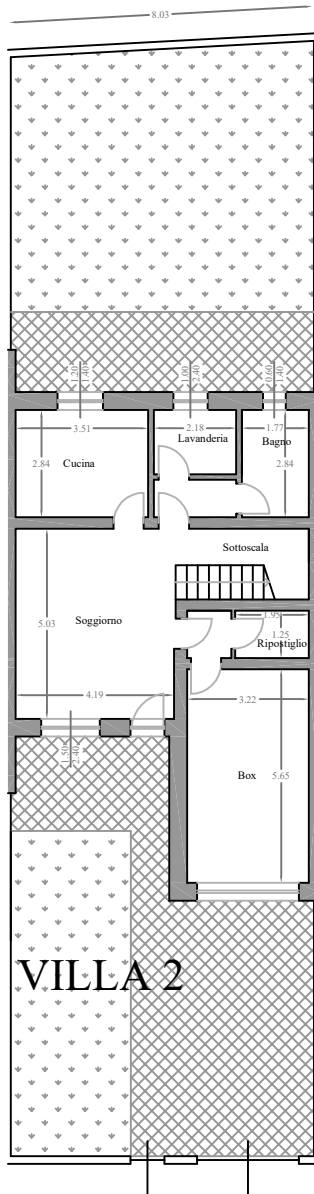 8.03
1.20
1.40
1.00
2.40
0.60
1.40
3.51
2.18
1.77
Lavanderia
Bagno
2.84
Cucina
2.84
Sottoscala
5.03
Soggiorno
1.95
1.25
Ripostiglio
4.19
3.22
1.50
2.40
Box
5.65
VILLA 2